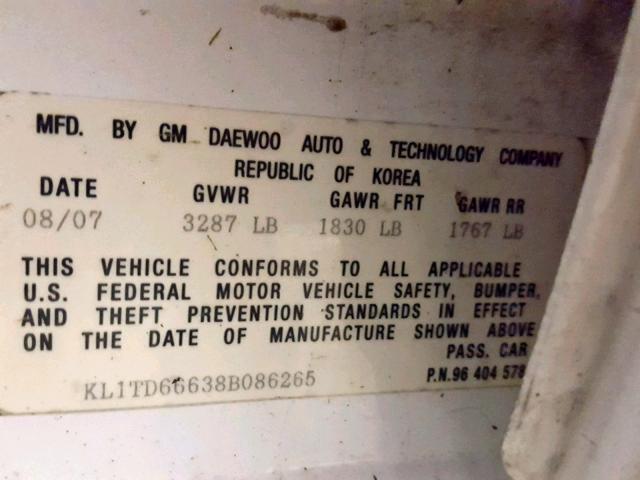 MFD. BY GM DAEWOO AUTO & TECHNOLOGY COMPANY
REPUBLIC OF KOREA
DATE GVWR GAWR FRT GAWR RR
08/07 3287 LB 1830 LB 1767 LB
THIS VEHICLE CONFORMS TO ALL APPLICABLE
U.S. FEDERAL MOTOR VEHICLE SAFETY, BUMPER,
AND THEFT PREVENTION STANDARDS IN EFFECT
ON THE DATE OF MANUFACTURE SHOWN ABOVE
PASS. CAR
KL1TD66638B086265 P.N.96 404 578